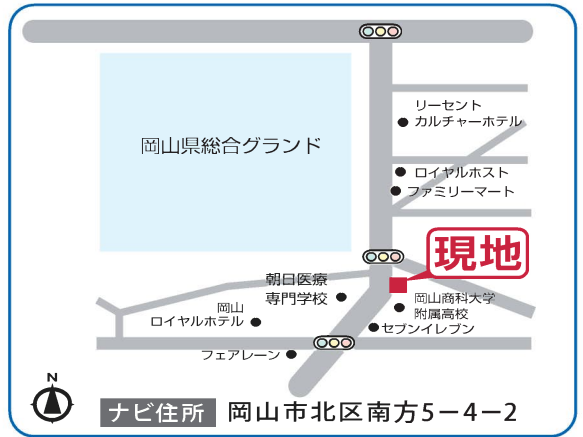 リーセント
カルチャーホテル
岡山県総合グランド
ロイヤルホスト
ファミリーマート
現地
朝日医療
専門学校
岡山商科大学
附属高校
岡山
ロイヤルホテル
セブンイレブン
フェアレーン
N
ナビ住所 岡山市北区南方5−4−2